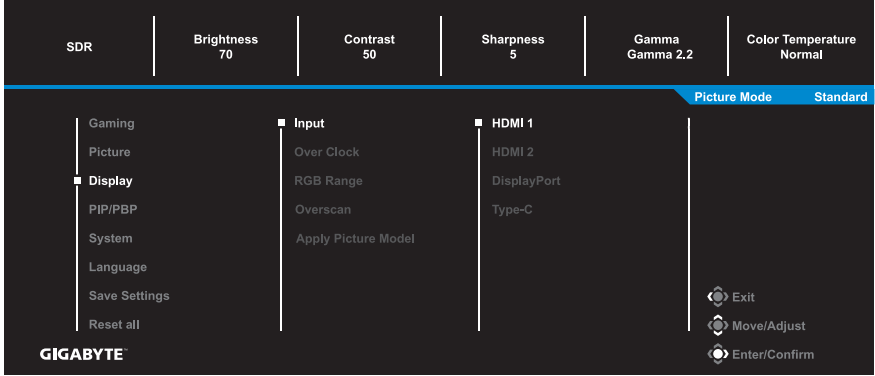 SDR
Brightness
70
Contrast
50
Sharpness
5
Gamma
Gamma 2.2
Color Temperature
Normal
Picture Mode Standard
Gaming
Picture
Display
PIP/PBP
System
Language
Save Settings
Reset all
Input
Over Clock
RGB Range
Overscan
Apply Picture Model
HDMI 1
HDMI 2
DisplayPort
Type-C
Exit
Move/Adjust
Enter/Confirm
GIGABYTE™